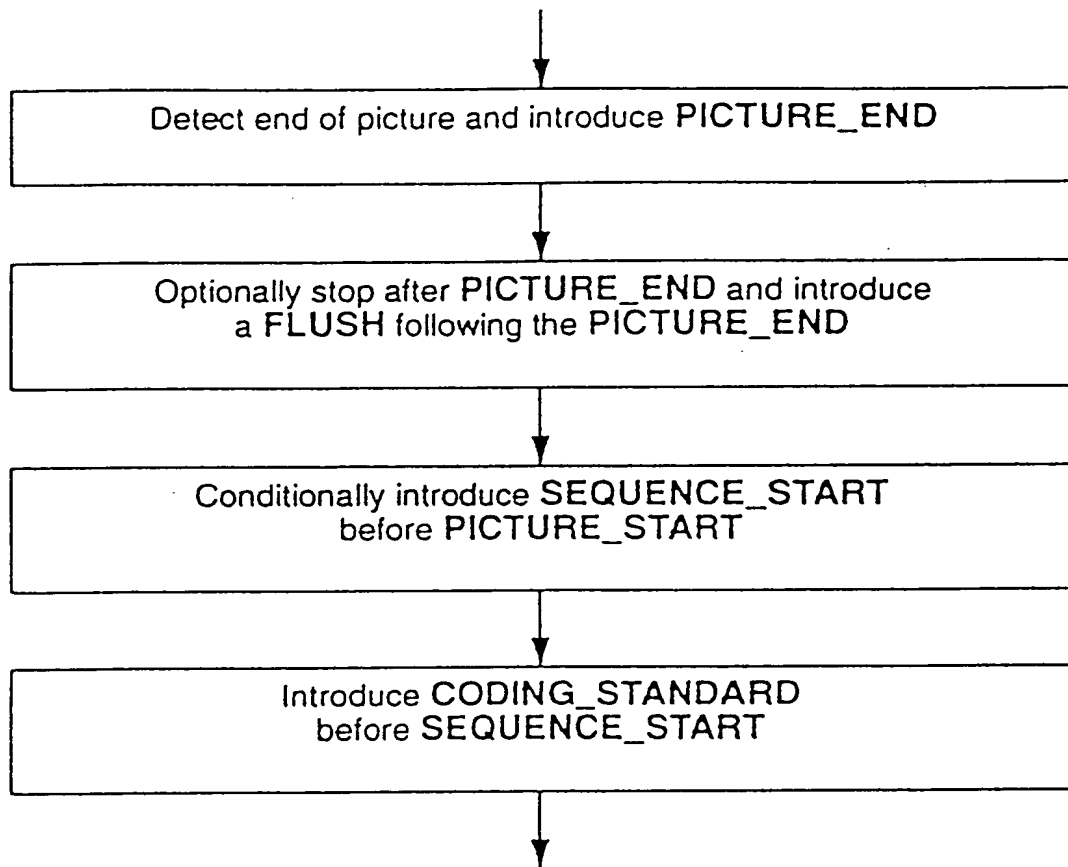 Detect end of picture and introduce PICTURE_END
Optionally stop after PICTURE_END and introduce
a FLUSH following the PICTURE_END
Conditionally introduce SEQUENCE_START
before PICTURE_START
Introduce CODING_STANDARD
before SEQUENCE_START